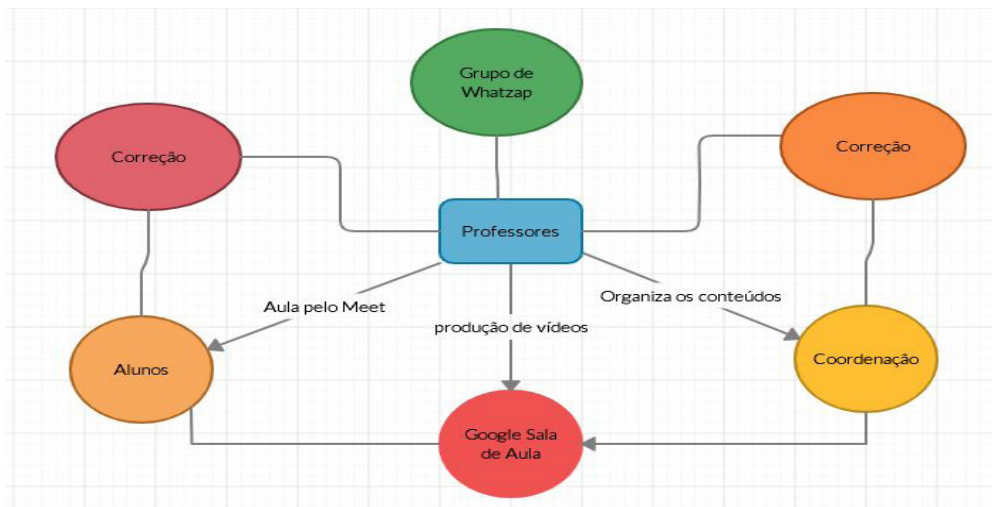 Grupo de
Whatzap
Correção
Correção
Professores
Aula pelo Meet
Organiza os conteúdos
produção de vídeos
Alunos
Coordenação
Google Sala
de Aula